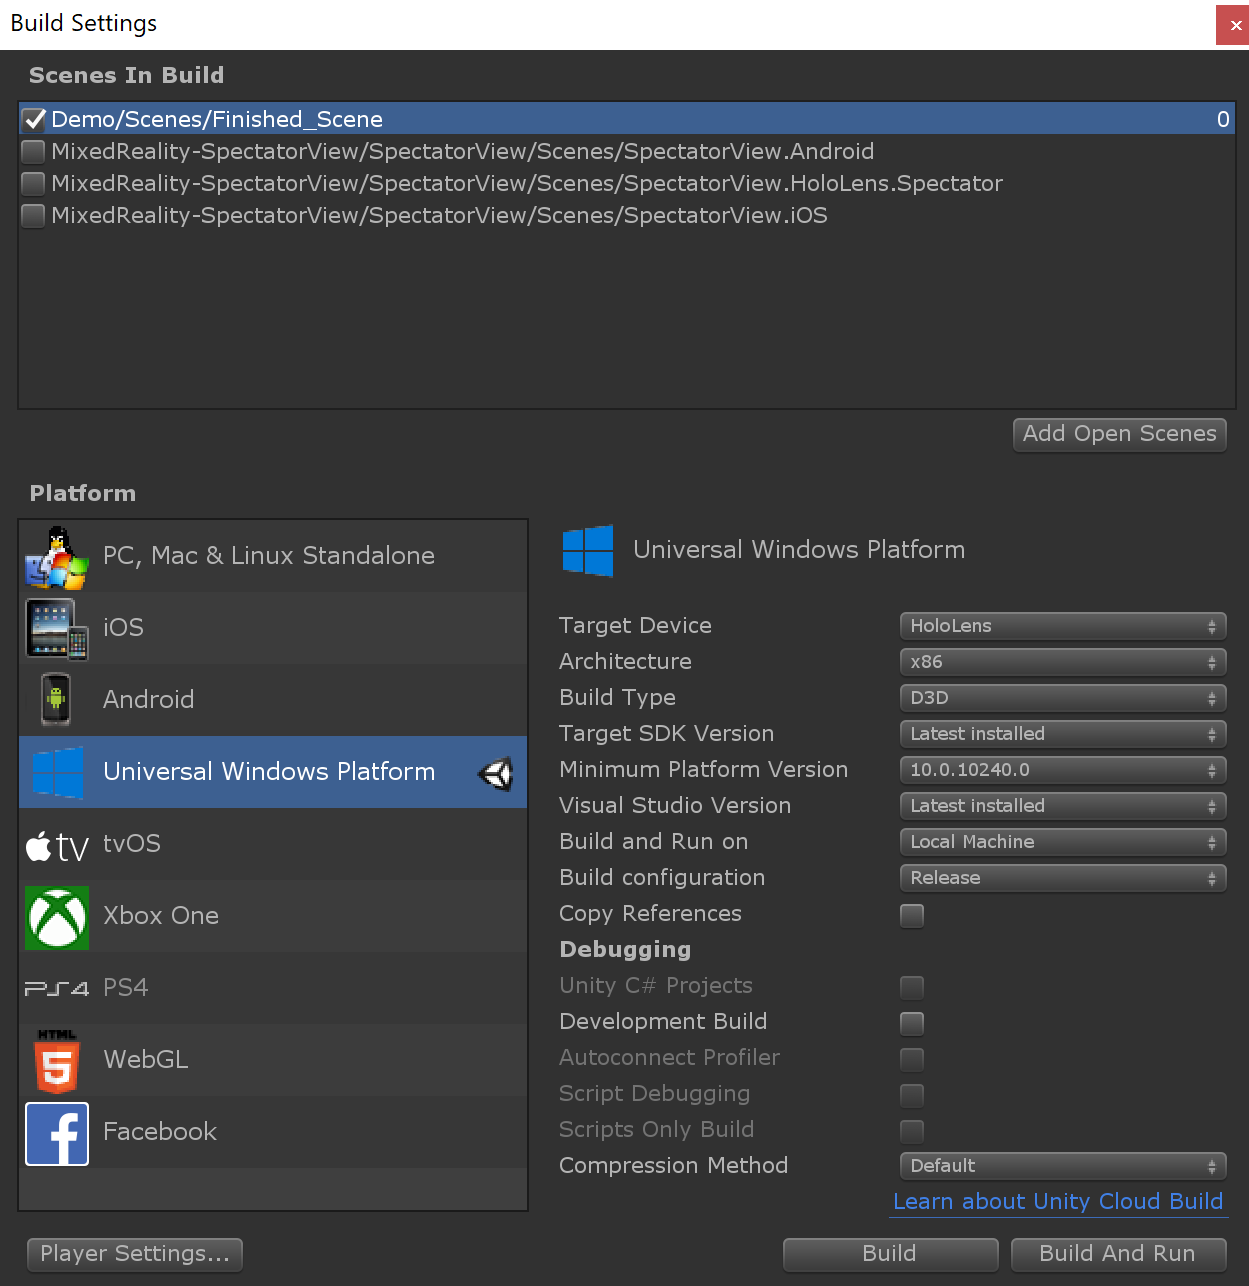 Build Settings
Scenes In Build
Demo/Scenes/Finished_Scene 0
MixedReality-SpectatorView/SpectatorView/Scenes/SpectatorView.Android
MixedReality-SpectatorView/SpectatorView/Scenes/SpectatorView.HoloLens.Spectator
MixedReality-SpectatorView/SpectatorView/Scenes/SpectatorView.iOS
Add Open Scenes
Platform
PC, Mac & Linux Standalone
iOS
Android
Universal Windows Platform
tv tvOS
Xbox One
PS4 PS4
HTML
5 WebGL
f Facebook
Universal Windows Platform
Target Device HoloLens
Architecture x86
Build Type D3D
Target SDK Version Latest installed
Minimum Platform Version 10.0.10240.0
Visual Studio Version Latest installed
Build and Run on Local Machine
Build configuration Release
Copy References
Debugging
Unity C# Projects
Development Build
Autoconnect Profiler
Script Debugging
Scripts Only Build
Compression Method Default
Learn about Unity Cloud Build
Player Settings...
Build
Build And Run